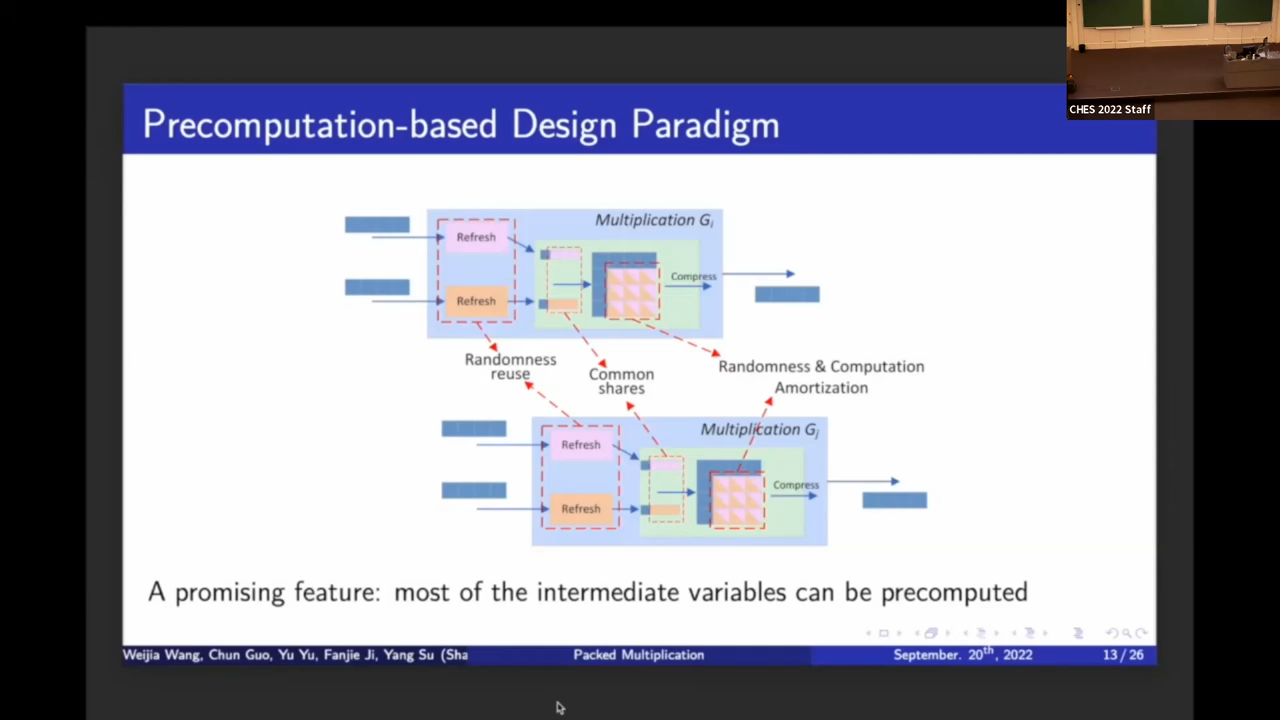 CHES 2022 Staff
Precomputation-based Design Paradigm
Multiplication Gi
Refresh
Refresh
Compress
Randomness
reuse
Common
shares
Randomness & Computation
Amortization
Multiplication Gj
Refresh
Refresh
Compress
A promising feature: most of the intermediate variables can be precomputed
Weijia Wang, Chun Guo, Yu Yu, Fanjie Ji, Yang Su (Sha
Packed Multiplication
September. 20th, 2022
13 / 26